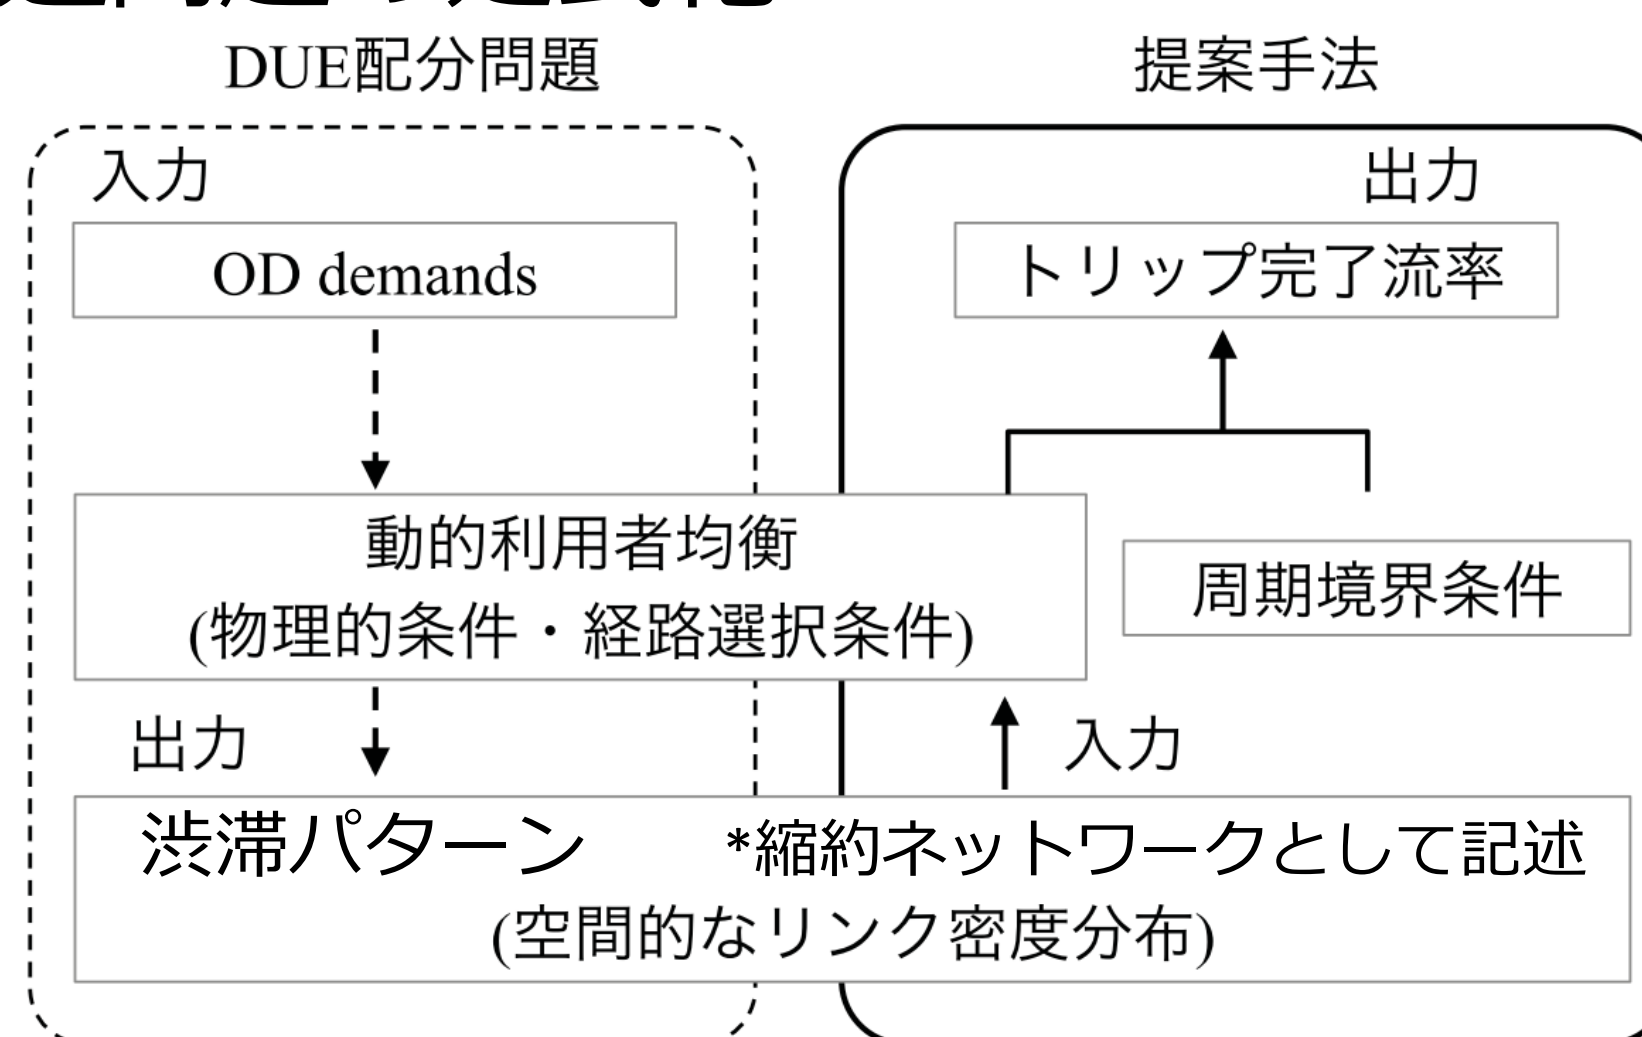 DUE配分問題
提案手法
入力
出力
OD demands
トリップ完了流率
動的利用者均衡
(物理的条件・経路選択条件)
周期境界条件
出力
入力
渋滞パターン *縮約ネットワークとして記述
(空間的なリンク密度分布)